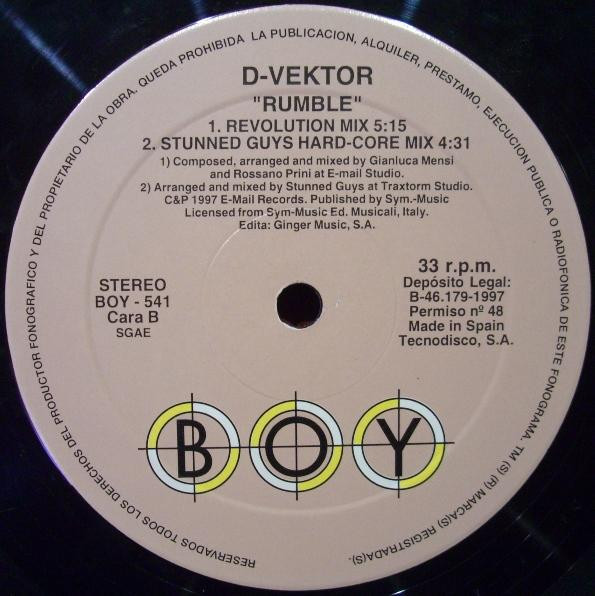 RESERVADOS TODOS LOS DERECHOS DEL PRODUCTOR FONOGRAFICO Y DEL PROPIETARIO DE LA OBRA. QUEDA PROHIBIDA LA PUBLICACION, ALQUILER, PRESTAMO, EJECUCION PUBLICA O RADIOFONICA DE ESTE FONOGRAMA. TM (S) (R) MARCA(S) REGISTRADA(S).
D-VEKTOR
"RUMBLE"
1. REVOLUTION MIX 5:15
2. STUNNED GUYS HARD-CORE MIX 4:31
1) Composed, arranged and mixed by Gianluca Mensi
and Rossano Prini at E-mail Studio.
2) Arranged and mixed by Stunned Guys at Traxtorm Studio.
C&P 1997 E-Mail Records. Published by Sym.-Music
Licensed from Sym-Music Ed. Musicali, Italy.
Edita: Ginger Music, S.A.
STEREO
BOY - 541
Cara B
SGAE
33 r.p.m.
Depósito Legal:
B-46.179-1997
Permiso nº 48
Made in Spain
Tecnodisco, S.A.
BOY